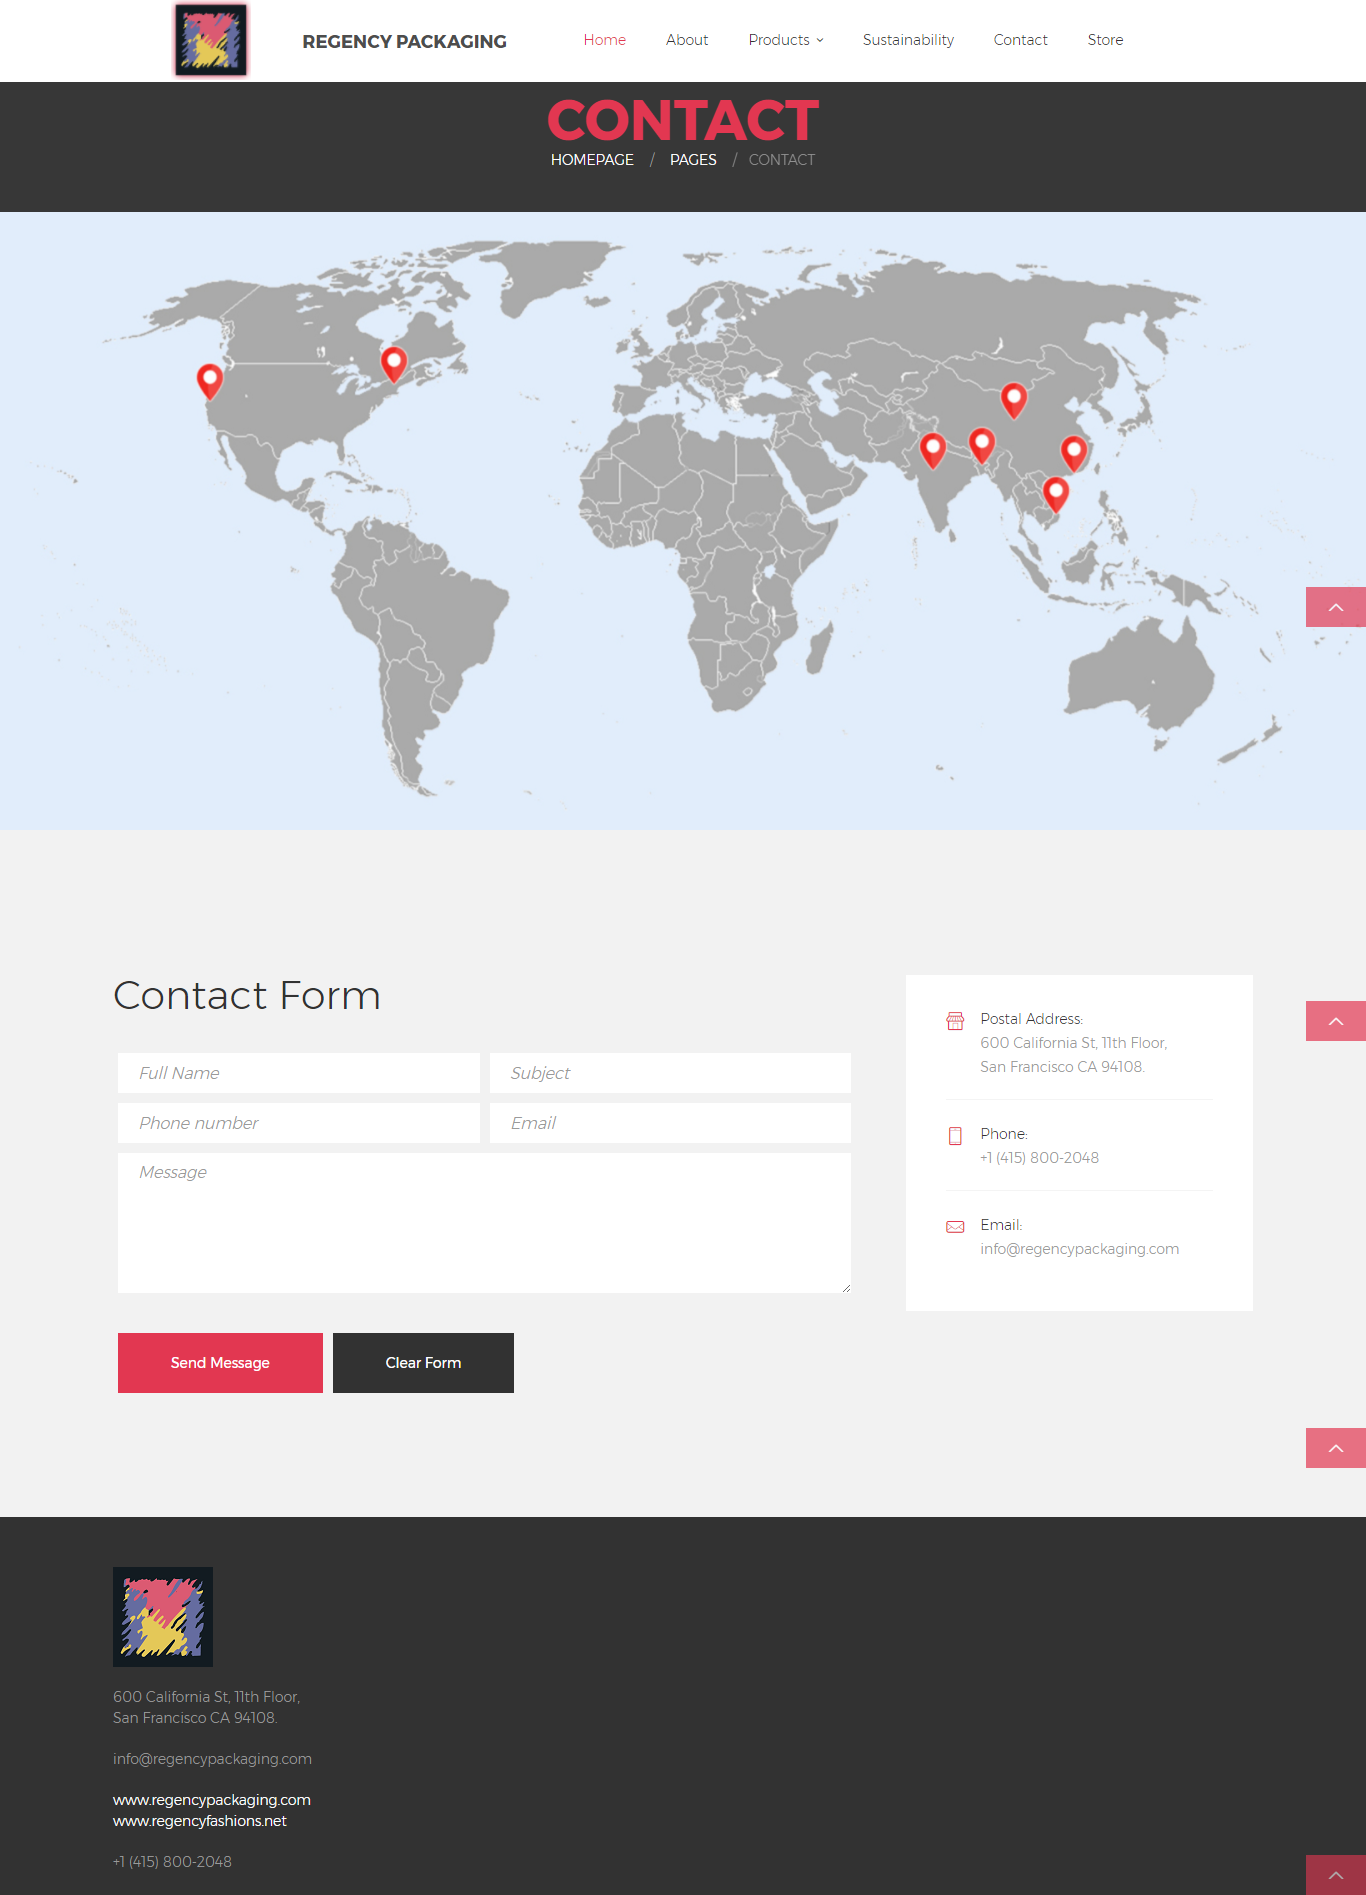 REGENCY PACKAGING
Home
About
Products
Sustainability
Contact
Store
CONTACT
HOMEPAGE / PAGES / CONTACT
Contact Form
Full Name
Subject
Phone number
Email
Message
Send Message
Clear Form
Postal Address:
600 California St, 11th Floor,
San Francisco CA 94108.
Phone:
+1 (415) 800-2048
Email:
info@regencypackaging.com
600 California St, 11th Floor,
San Francisco CA 94108.
info@regencypackaging.com
www.regencypackaging.com
www.regencyfashions.net
+1 (415) 800-2048